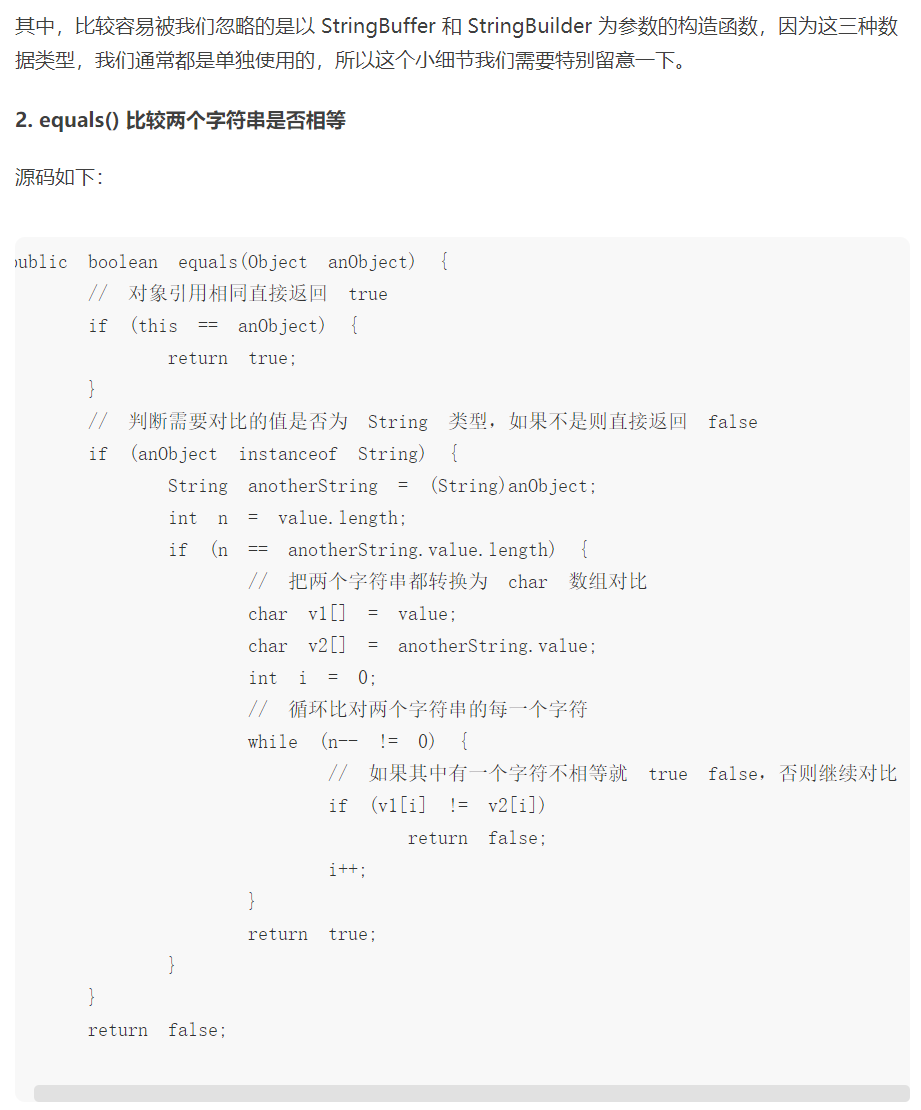 其中，比较容易被我们忽略的是以 StringBuffer 和 StringBuilder 为参数的构造函数，因为这三种数
据类型，我们通常都是单独使用的，所以这个小细节我们需要特别留意一下。
2. equals() 比较两个字符串是否相等
源码如下：
public boolean equals(Object anObject) {
// 对象引用相同直接返回 true
if (this == anObject) {
return true;
}
// 判断需要对比的值是否为 String 类型，如果不是则直接返回 false
if (anObject instanceof String) {
String anotherString = (String)anObject;
int n = value.length;
if (n == anotherString.value.length) {
// 把两个字符串都转换为 char 数组对比
char v1[] = value;
char v2[] = anotherString.value;
int i = 0;
// 循环比对两个字符串的每一个字符
while (n-- != 0) {
// 如果其中有一个字符不相等就 true false，否则继续对比
if (v1[i] != v2[i])
return false;
i++;
}
return true;
}
}
return false;